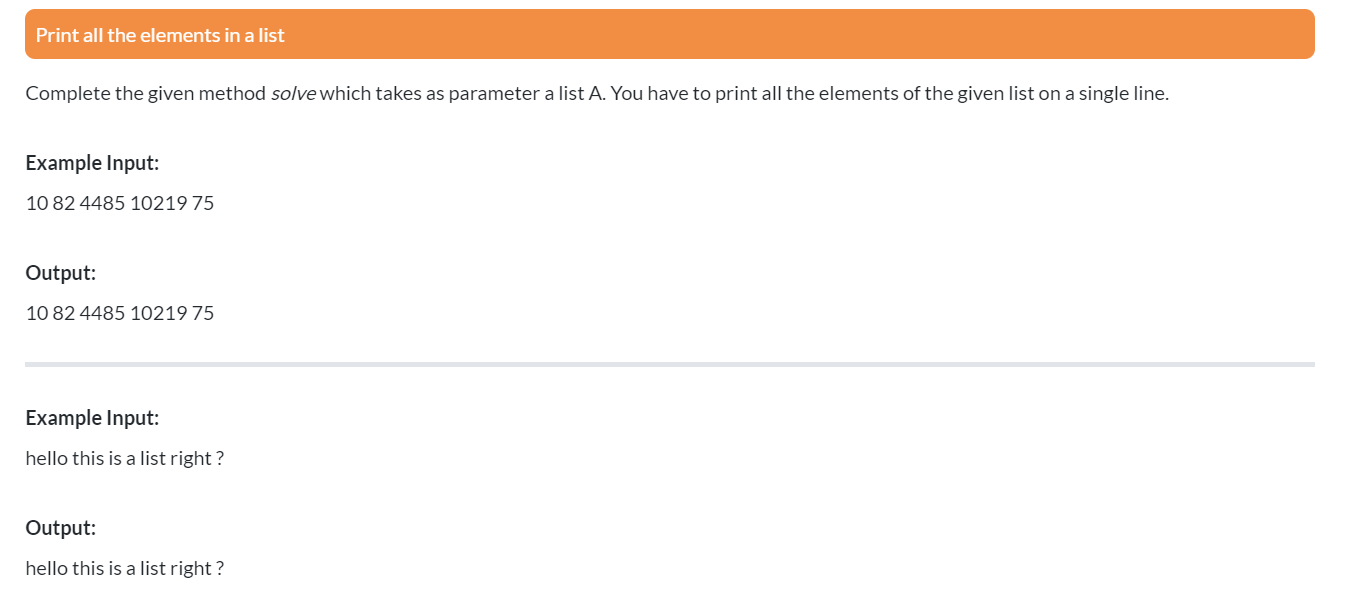 Print all the elements in a list
Complete the given method solve which takes as parameter a list A. You have to print all the elements of the given list on a single line.
Example Input:
10 82 4485 10219 75
Output:
10 82 4485 10219 75
Example Input:
hello this is a list right ?
Output:
hello this is a list right ?